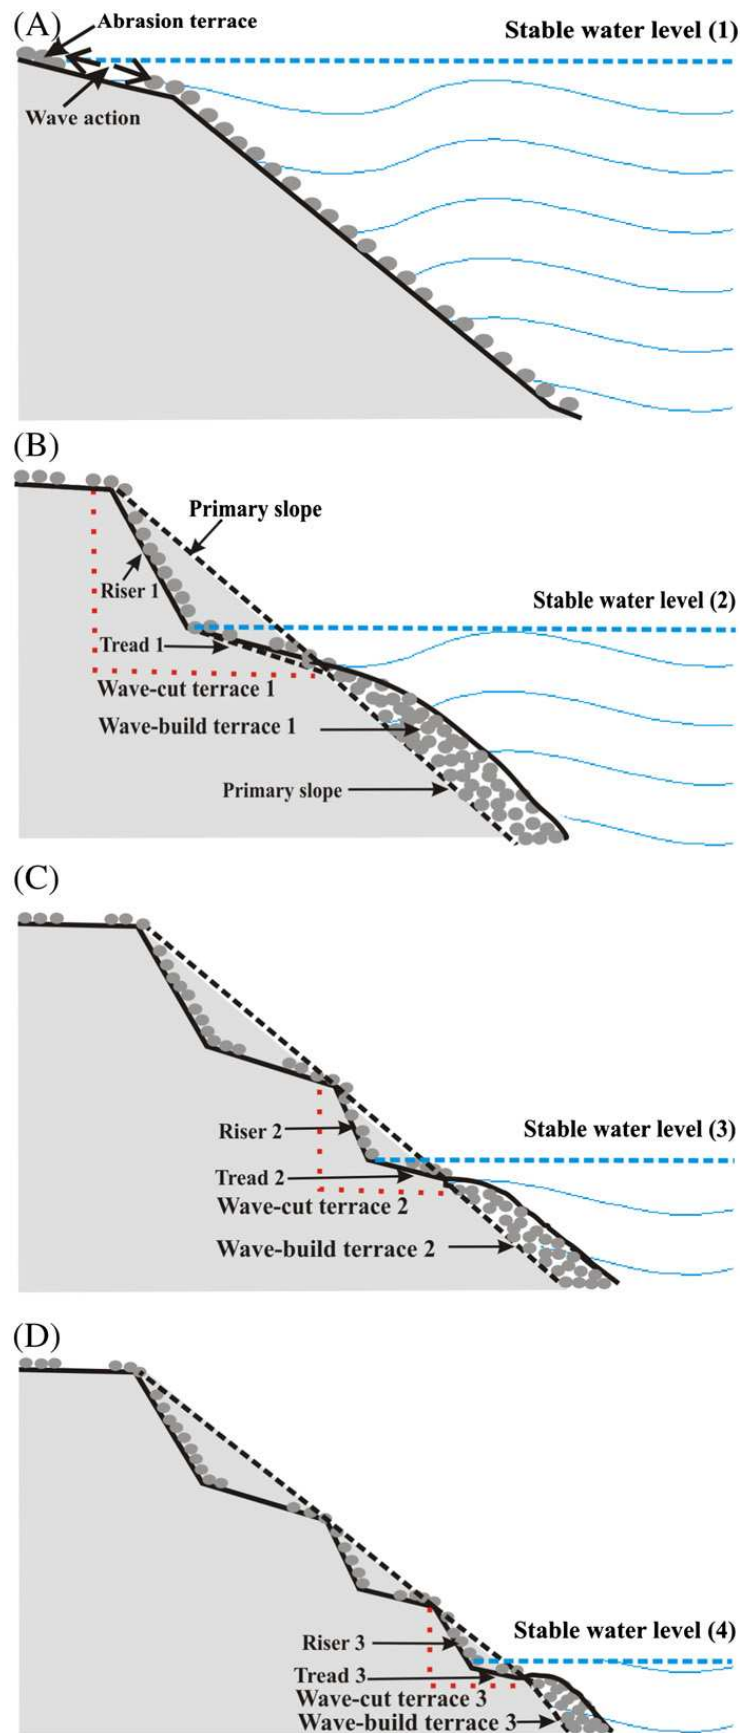 (A)
Abrasion terrace
Stable water level (1)
Wave action
(B)
Primary slope
Riser 1
Stable water level (2)
Tread 1
Wave-cut terrace 1
Wave-build terrace 1
Primary slope
(C)
Riser 2
Stable water level (3)
Tread 2
Wave-cut terrace 2
Wave-build terrace 2
(D)
Riser 3
Stable water level (4)
Tread 3
Wave-cut terrace 3
Wave-build terrace 3